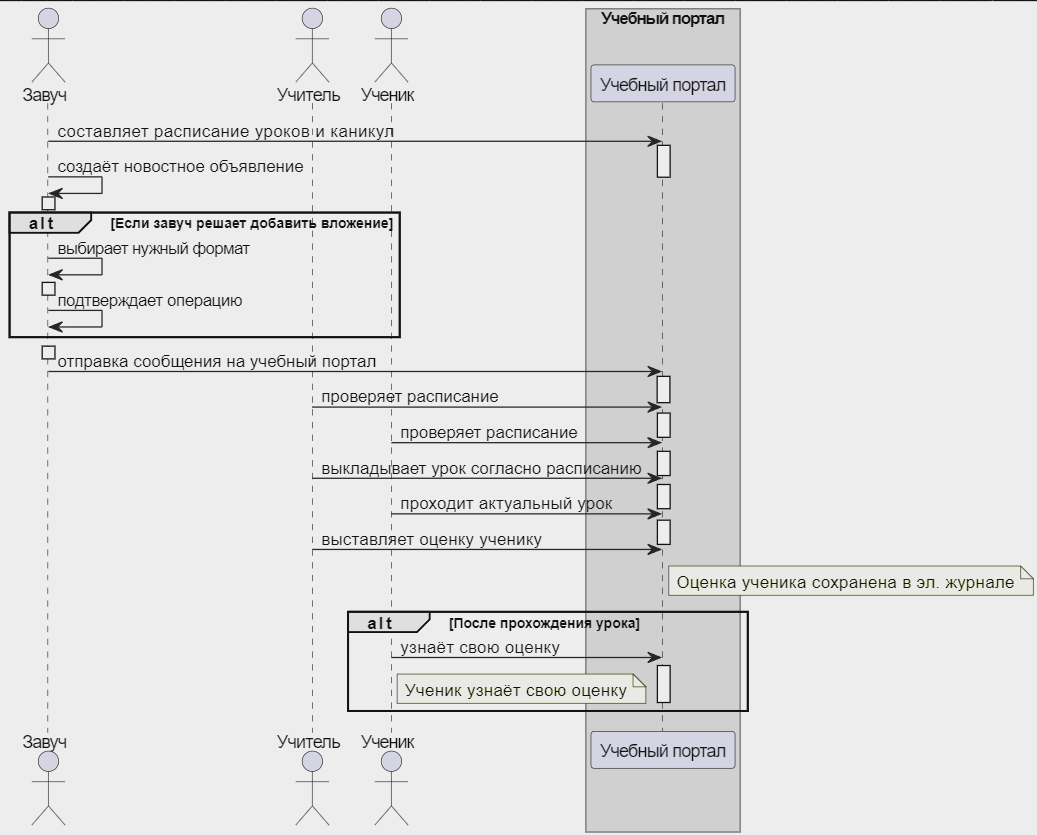 Учебный портал
Завуч
Учитель
Ученик
Учебный портал
составляет расписание уроков и каникул
создаёт новостное объявление
alt
[Если завуч решает добавить вложение]
выбирает нужный формат
подтверждает операцию
отправка сообщения на учебный портал
проверяет расписание
проверяет расписание
выкладывает урок согласно расписанию
проходит актуальный урок
выставляет оценку ученику
Оценка ученика сохранена в эл. журнале
alt
[После прохождения урока]
узнаёт свою оценку
Ученик узнаёт свою оценку
Завуч
Учитель
Ученик
Учебный портал